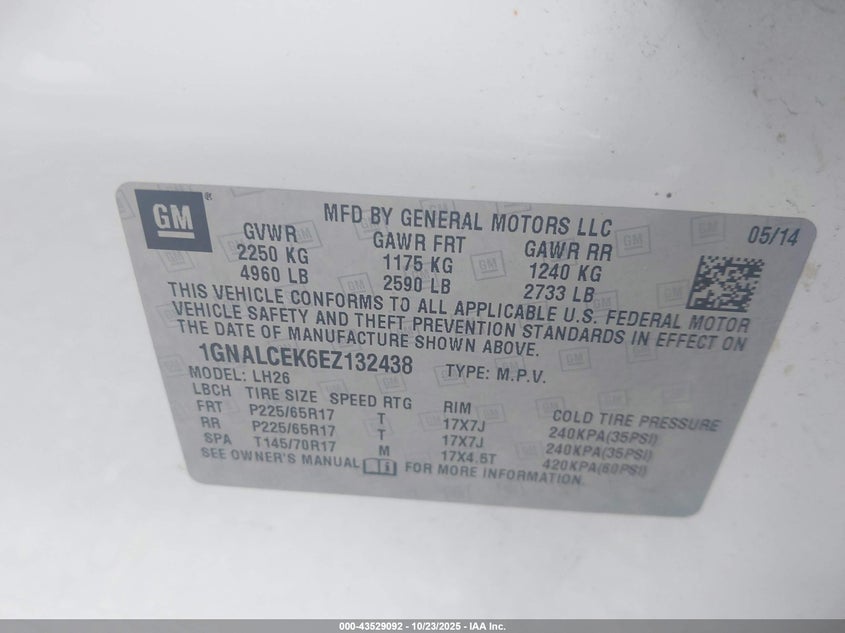 GM
MFD BY GENERAL MOTORS LLC
05/14
GVWR GAWR FRT GAWR RR
2250 KG 1175 KG 1240 KG
4960 LB 2590 LB 2733 LB
THIS VEHICLE CONFORMS TO ALL APPLICABLE U.S. FEDERAL MOTOR
VEHICLE SAFETY AND THEFT PREVENTION STANDARDS IN EFFECT ON
THE DATE OF MANUFACTURE SHOWN ABOVE.
1GNALCEK6EZ132438 TYPE: M.P.V.
MODEL: LH26
LBCH TIRE SIZE SPEED RTG RIM COLD TIRE PRESSURE
FRT P225/65R17 T 17X7J 240KPA(35PSI)
RR P225/65R17 T 17X7J 240KPA(35PSI)
SPA T145/70R17 M 17X4.5T 420KPA(60PSI)
SEE OWNER'S MANUAL FOR MORE INFORMATION.
000-43529092 - 10/23/2025 - IAA Inc.